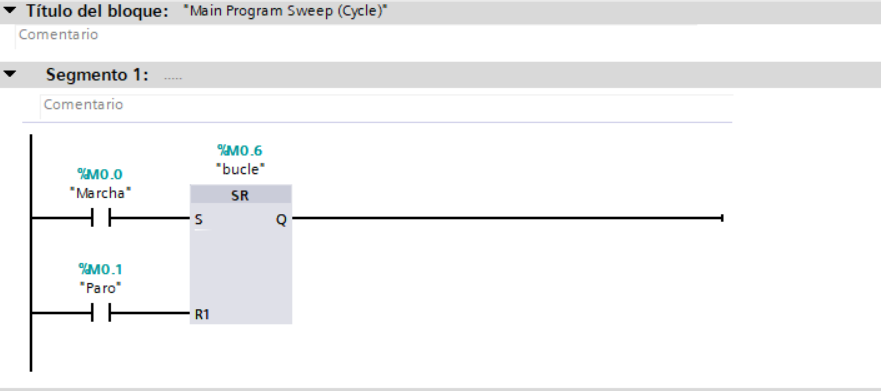 Título del bloque: "Main Program Sweep (Cycle)"
Comentario
Segmento 1: .....
Comentario
%M0.6
"bucle"
%M0.0
"Marcha"
SR
S Q
%M0.1
"Paro"
R1